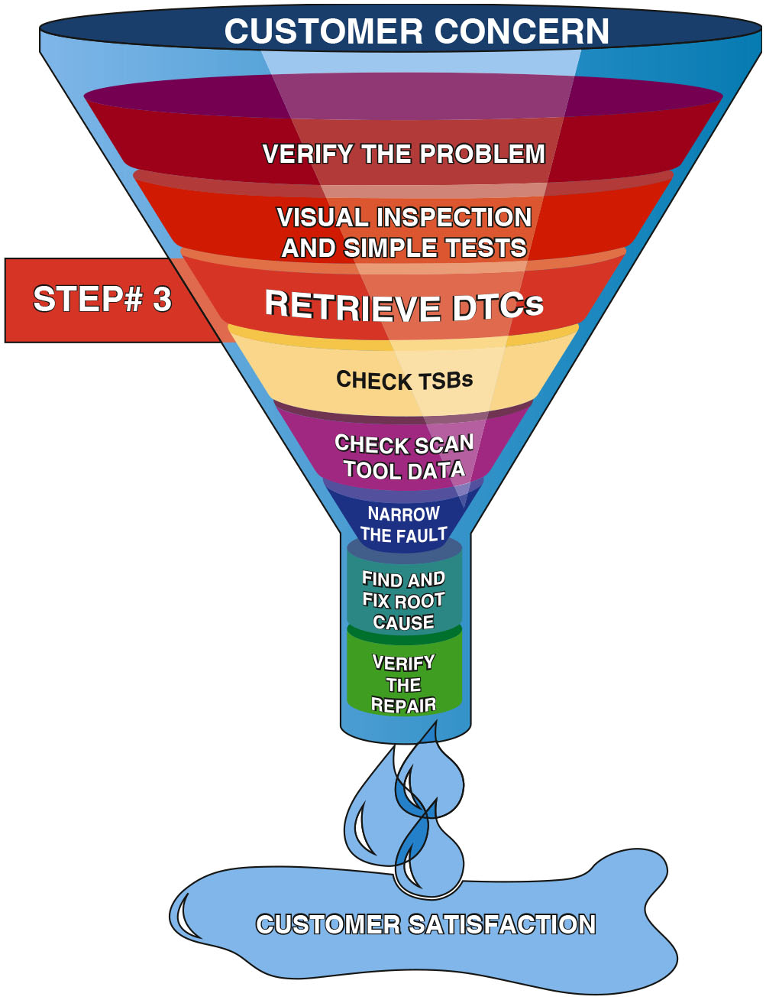 CUSTOMER CONCERN
VERIFY THE PROBLEM
VISUAL INSPECTION
AND SIMPLE TESTS
STEP# 3
RETRIEVE DTCs
CHECK TSBs
CHECK SCAN
TOOL DATA
NARROW
THE FAULT
FIND AND
FIX ROOT
CAUSE
VERIFY
THE
REPAIR
CUSTOMER SATISFACTION